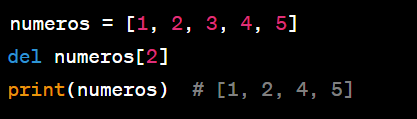 numeros = [1, 2, 3, 4, 5]
del numeros[2]
print(numeros)  # [1, 2, 4, 5]